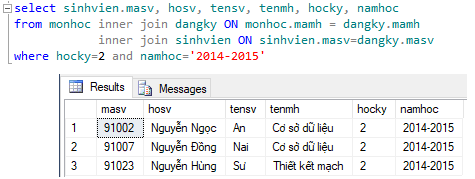 select sinhvien.masv, hosv, tensv, tenmh, hocky, namhoc
from monhoc inner join dangky ON monhoc.mamh = dangky.mamh
inner join sinhvien ON sinhvien.masv=dangky.masv
where hocky=2 and namhoc='2014-2015'
Results Messages
masv hosv tensv tenmh hocky namhoc
1 91002 Nguyễn Ngọc An Cơ sở dữ liệu 2 2014-2015
2 91007 Nguyễn Đồng Nai Cơ sở dữ liệu 2 2014-2015
3 91023 Nguyễn Hùng Sư Thiết kết mạch 2 2014-2015